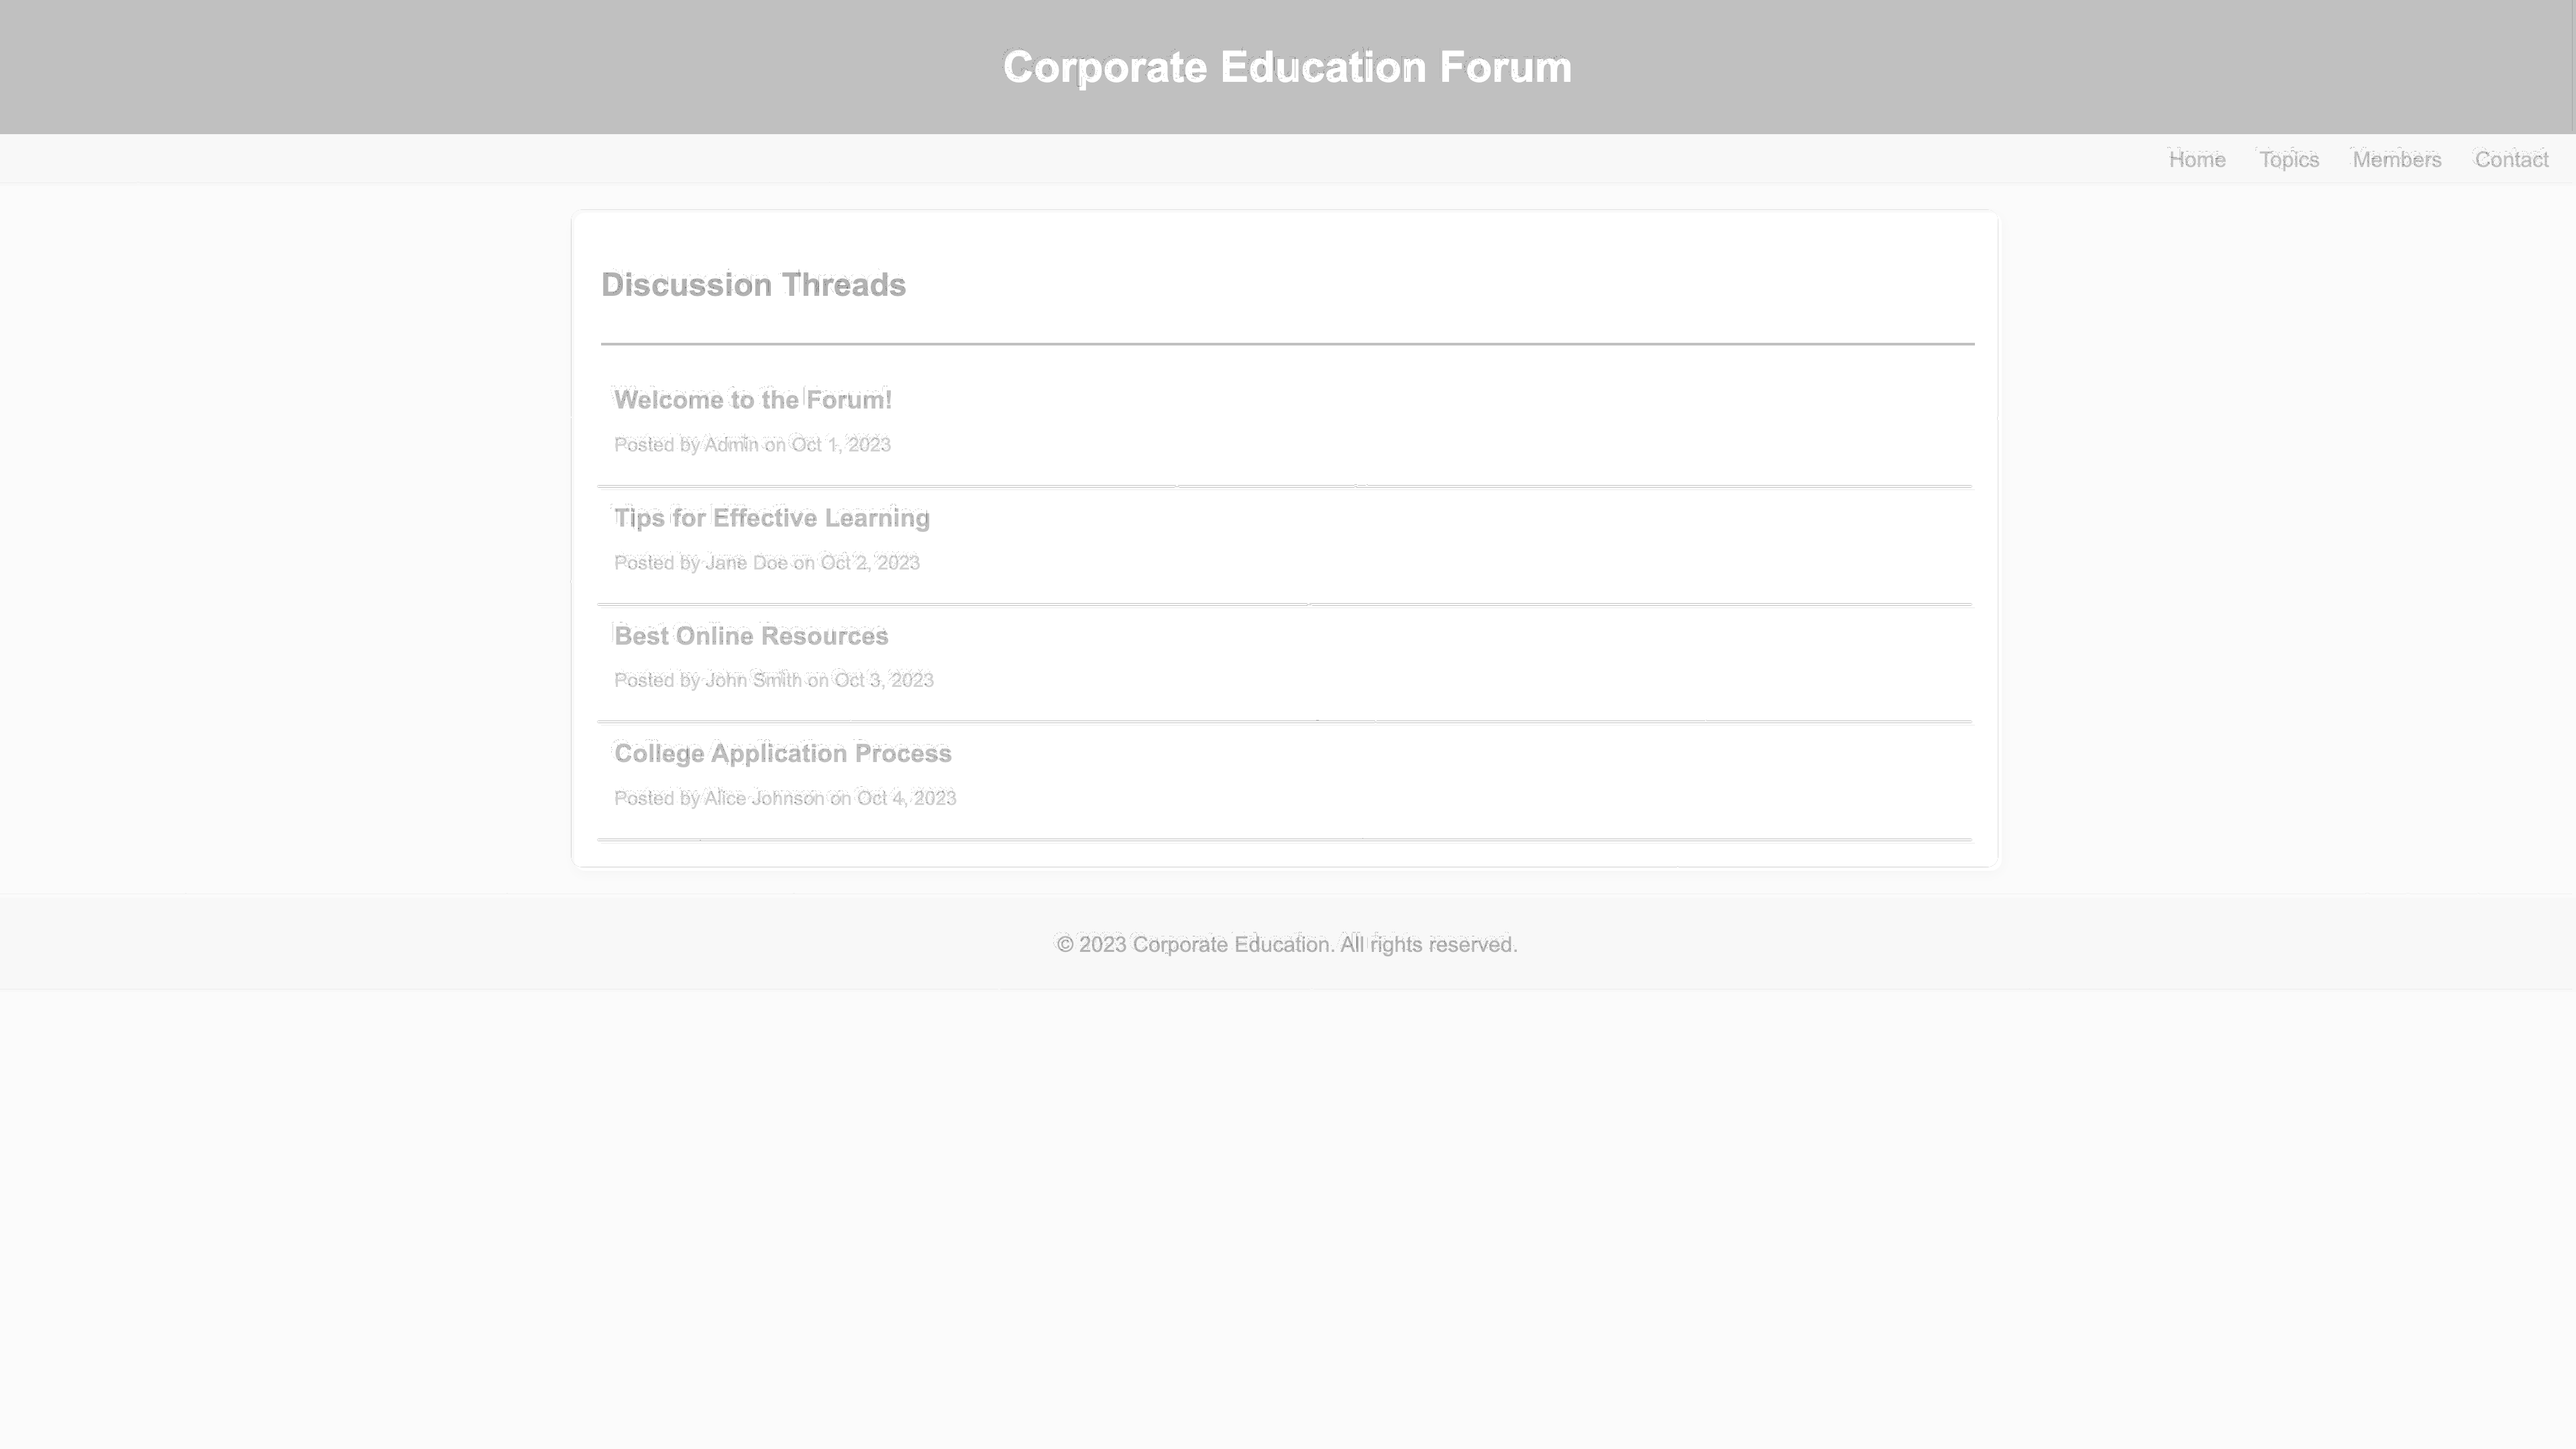 Corporate Education Forum
Home Topics Members Contact
Discussion Threads
Welcome to the Forum!
Posted by Admin on Oct 1, 2023
Tips for Effective Learning
Posted by Jane Doe on Oct 2, 2023
Best Online Resources
Posted by John Smith on Oct 3, 2023
College Application Process
Posted by Alice Johnson on Oct 4, 2023
© 2023 Corporate Education. All rights reserved.